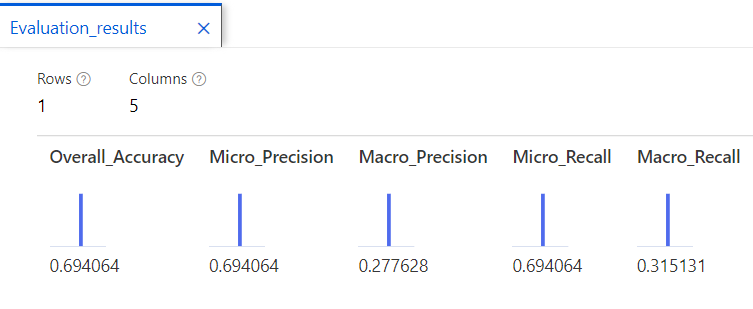 Evaluation_results ×
Rows ? Columns ?
1 5
Overall_Accuracy Micro_Precision Macro_Precision Micro_Recall Macro_Recall
0.694064 0.694064 0.277628 0.694064 0.315131